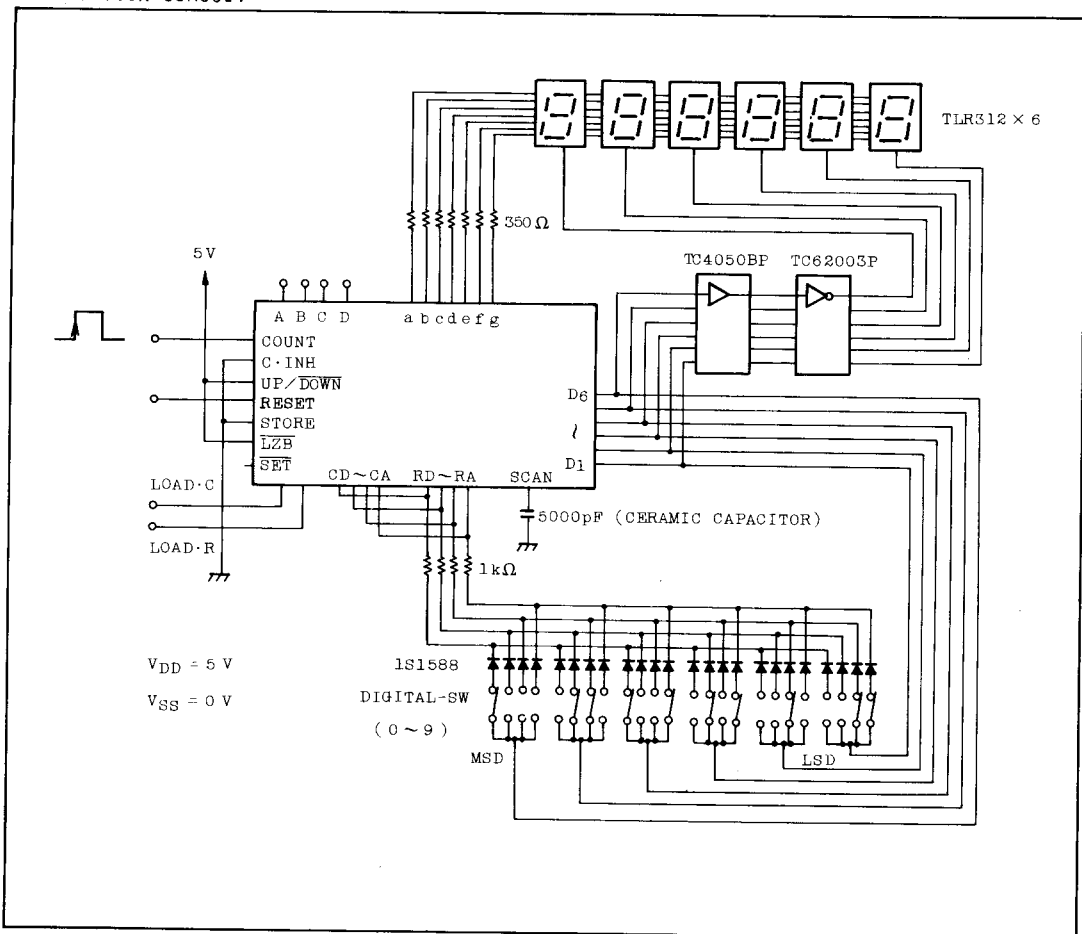 TLR312 × 6
350Ω
5V
TC4050BP TC62003P
A B C D
a b c d e f g
COUNT
C·INH
UP/DOWN
RESET
STORE
LZB
SET
D6
~
D1
CD~CA RD~RA SCAN
LOAD·C
LOAD·R
5000pF (CERAMIC CAPACITOR)
1kΩ
VDD = 5 V
VSS = 0 V
1S1588
DIGITAL-SW
(0~9)
MSD
LSD